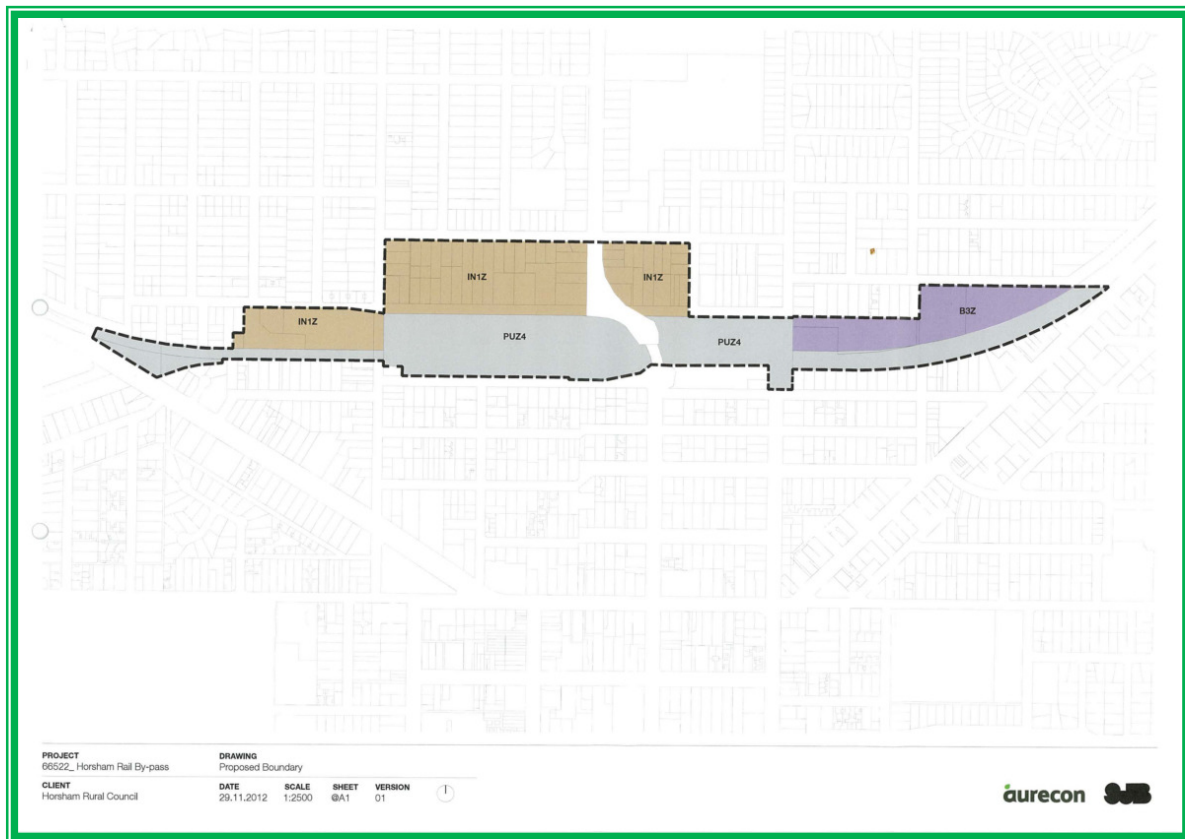 IN1Z
IN1Z
IN1Z
B3Z
PUZ4
PUZ4
PROJECT
66522_ Horsham Rail By-pass
DRAWING
Proposed Boundary
CLIENT
Horsham Rural Council
DATE
29.11.2012
SCALE
1:2500
SHEET
@A1
VERSION
01
aurecon
SJB